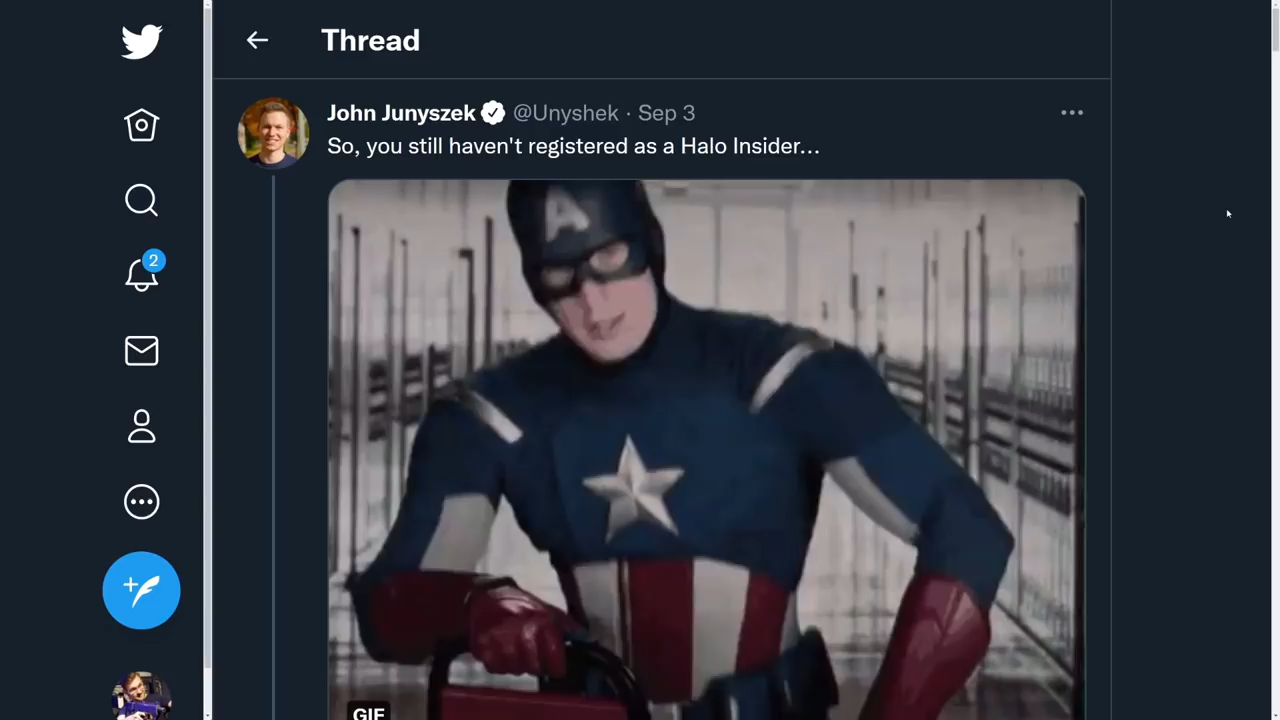 Thread
John Junyszek @Unyshek · Sep 3
So, you still haven't registered as a Halo Insider...
2
A
GIF